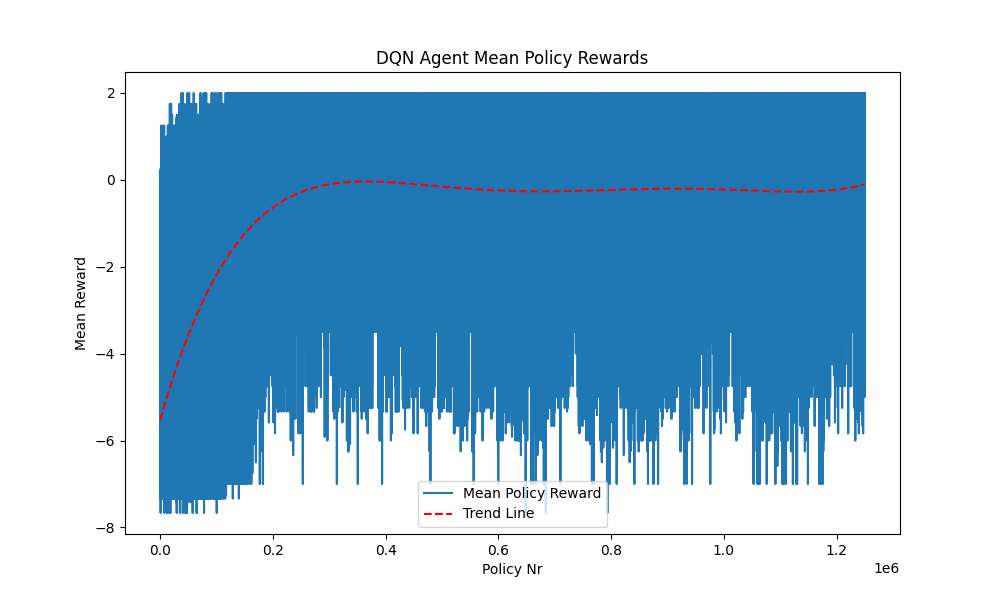 DQN Agent Mean Policy Rewards
Mean Reward
2
0
−2
−4
−6
−8
Mean Policy Reward
Trend Line
0.0
0.2
0.4
0.6
0.8
1.0
1.2
1e6
Policy Nr